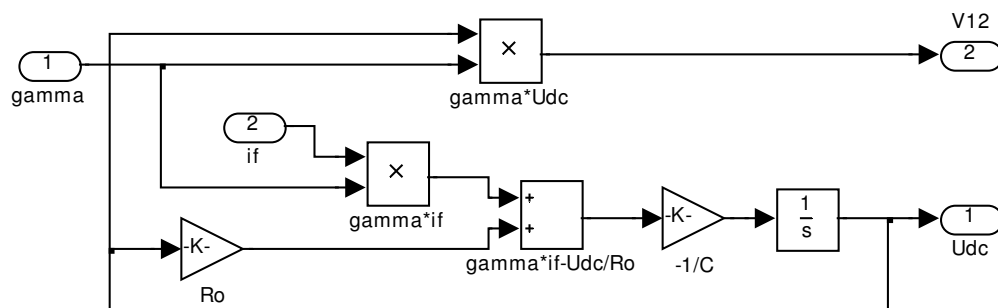 V12
1
gamma
×
gamma*Udc
2
2
if
×
gamma*if
+
+
gamma*if-Udc/Ro
-K-
Ro
-K-
-1/C
1
s
1
Udc